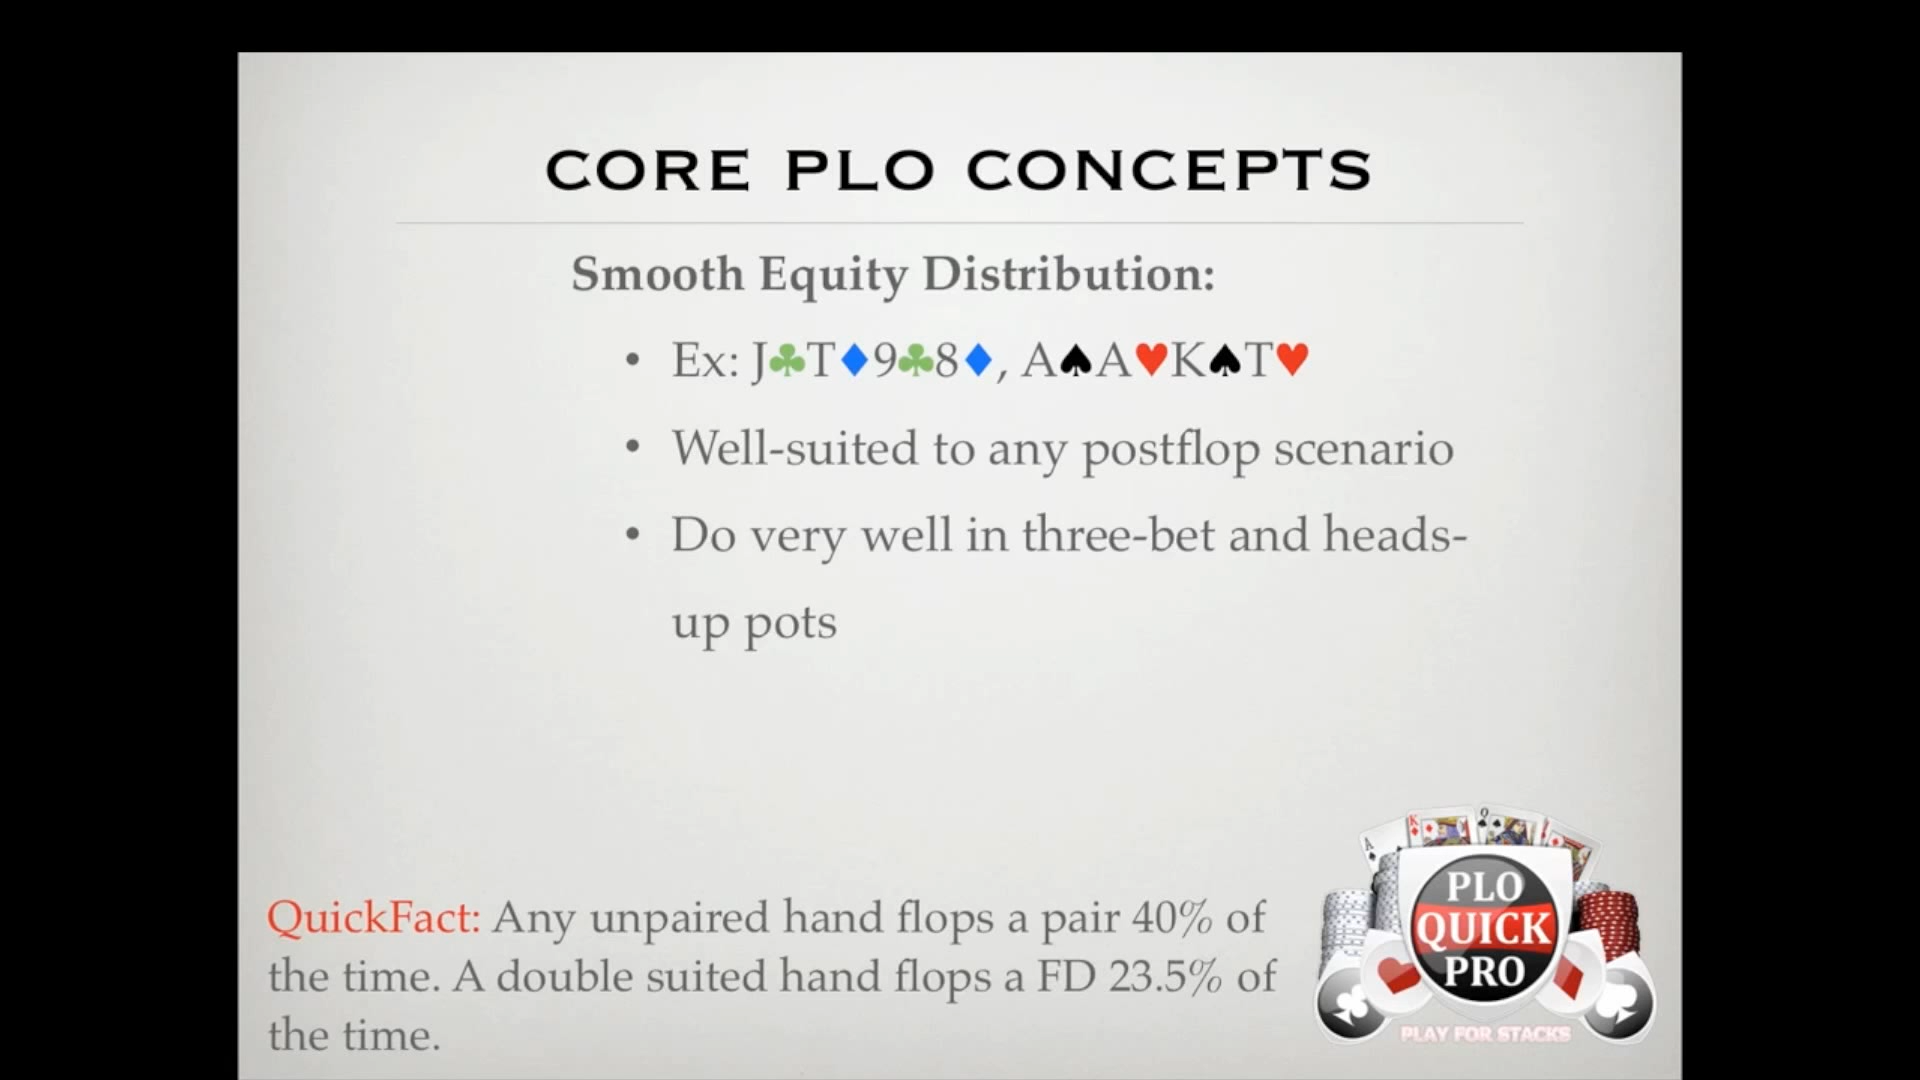 CORE PLO CONCEPTS
Smooth Equity Distribution:
• Ex: J♣T♦9♣8♦, A♠A♥K♠T♥
• Well-suited to any postflop scenario
• Do very well in three-bet and heads-
up pots
QuickFact: Any unpaired hand flops a pair 40% of
the time. A double suited hand flops a FD 23.5% of
the time.
A K Q
PLO
QUICK
PRO
PLAY FOR STACKS